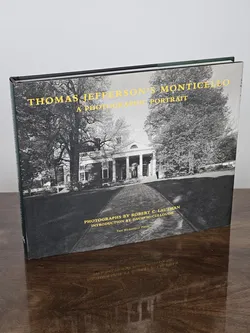 THOMAS JEFFERSON'S MONTICELLO
A PHOTOGRAPHIC PORTRAIT
PHOTOGRAPHS BY ROBERT C. LAUTMAN
INTRODUCTION BY